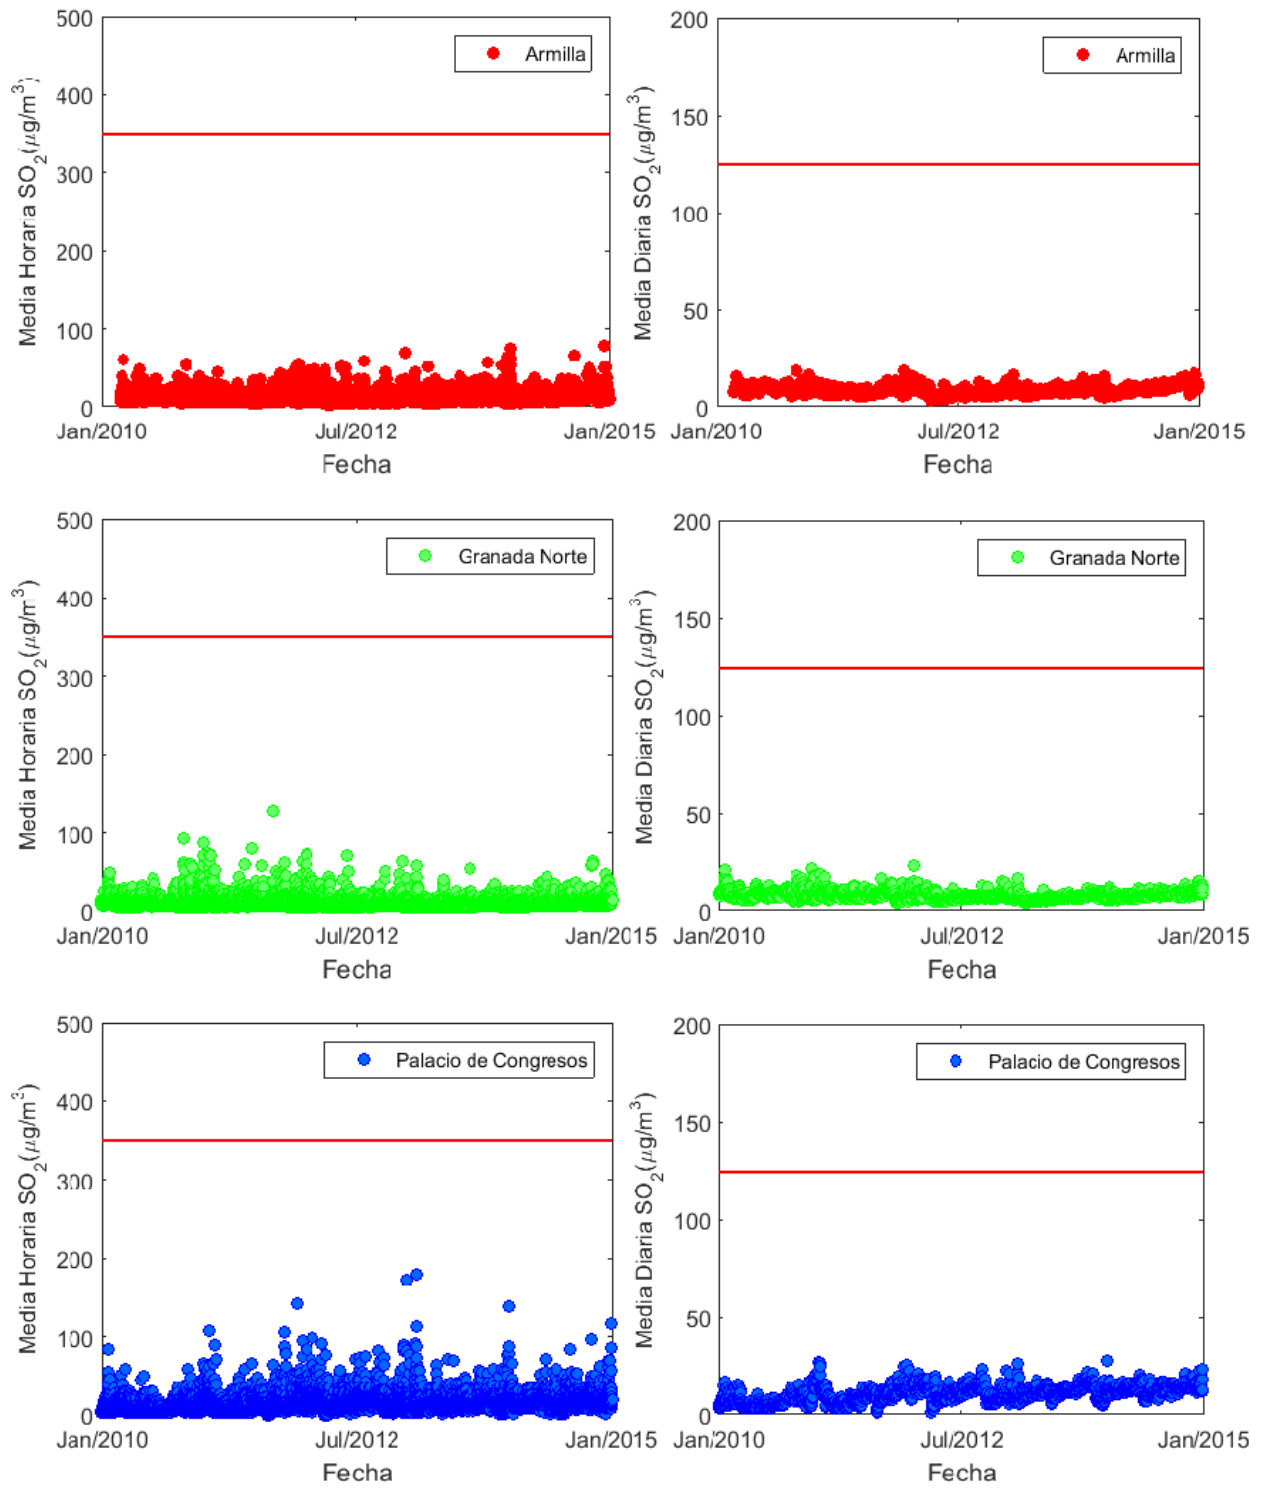 500
400
300
200
100
0
Media Horaria SO2(μg/m3)
Armilla
Jan/2010 Jul/2012 Jan/2015
Fecha
200
150
100
50
0
Media Diaria SO2(μg/m3)
Armilla
Jan/2010 Jul/2012 Jan/2015
Fecha
500
400
300
200
100
0
Media Horaria SO2(μg/m3)
Granada Norte
Jan/2010 Jul/2012 Jan/2015
Fecha
200
150
100
50
0
Media Diaria SO2(μg/m3)
Granada Norte
Jan/2010 Jul/2012 Jan/2015
Fecha
500
400
300
200
100
0
Media Horaria SO2(μg/m3)
Palacio de Congresos
Jan/2010 Jul/2012 Jan/2015
Fecha
200
150
100
50
0
Media Diaria SO2(μg/m3)
Palacio de Congresos
Jan/2010 Jul/2012 Jan/2015
Fecha